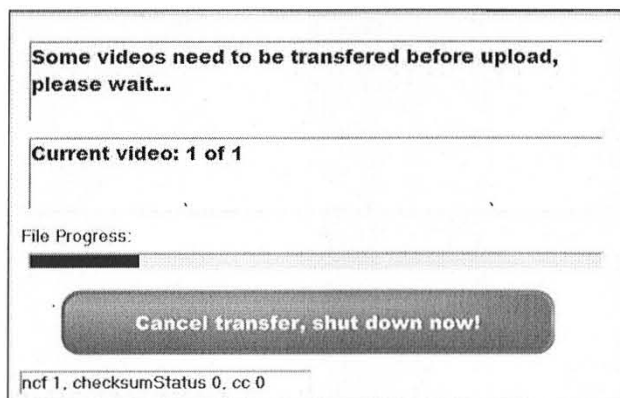 Some videos need to be transfered before upload,
please wait...
Current video: 1 of 1
File Progress:
Cancel transfer, shut down now!
ncf 1, checksumStatus 0, cc 0